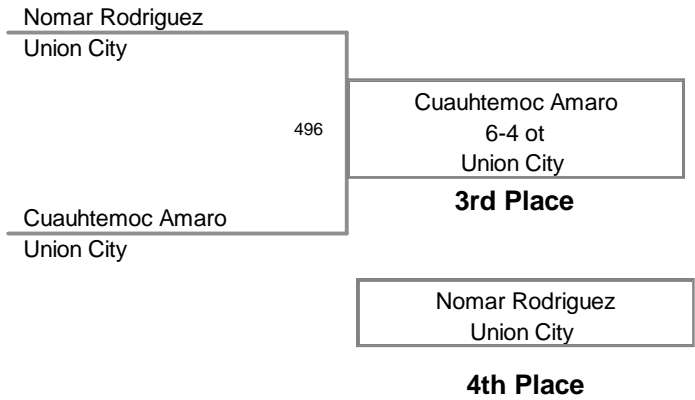 Nomar Rodriguez
Union City
496
Cuauhtemoc Amaro
6-4 ot
Union City
3rd Place
Cuauhtemoc Amaro
Union City
Nomar Rodriguez
Union City
4th Place